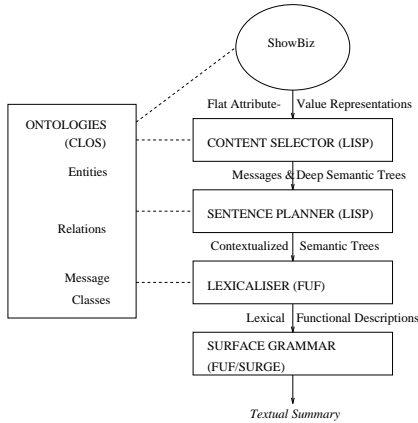 ShowBiz
Flat Attribute- Value Representations
ONTOLOGIES
(CLOS)
Entities
Relations
Message
Classes
CONTENT SELECTOR (LISP)
Messages & Deep Semantic Trees
SENTENCE PLANNER (LISP)
Contextualized Semantic Trees
LEXICALISER (FUF)
Lexical Functional Descriptions
SURFACE GRAMMAR
(FUF/SURGE)
Textual Summary